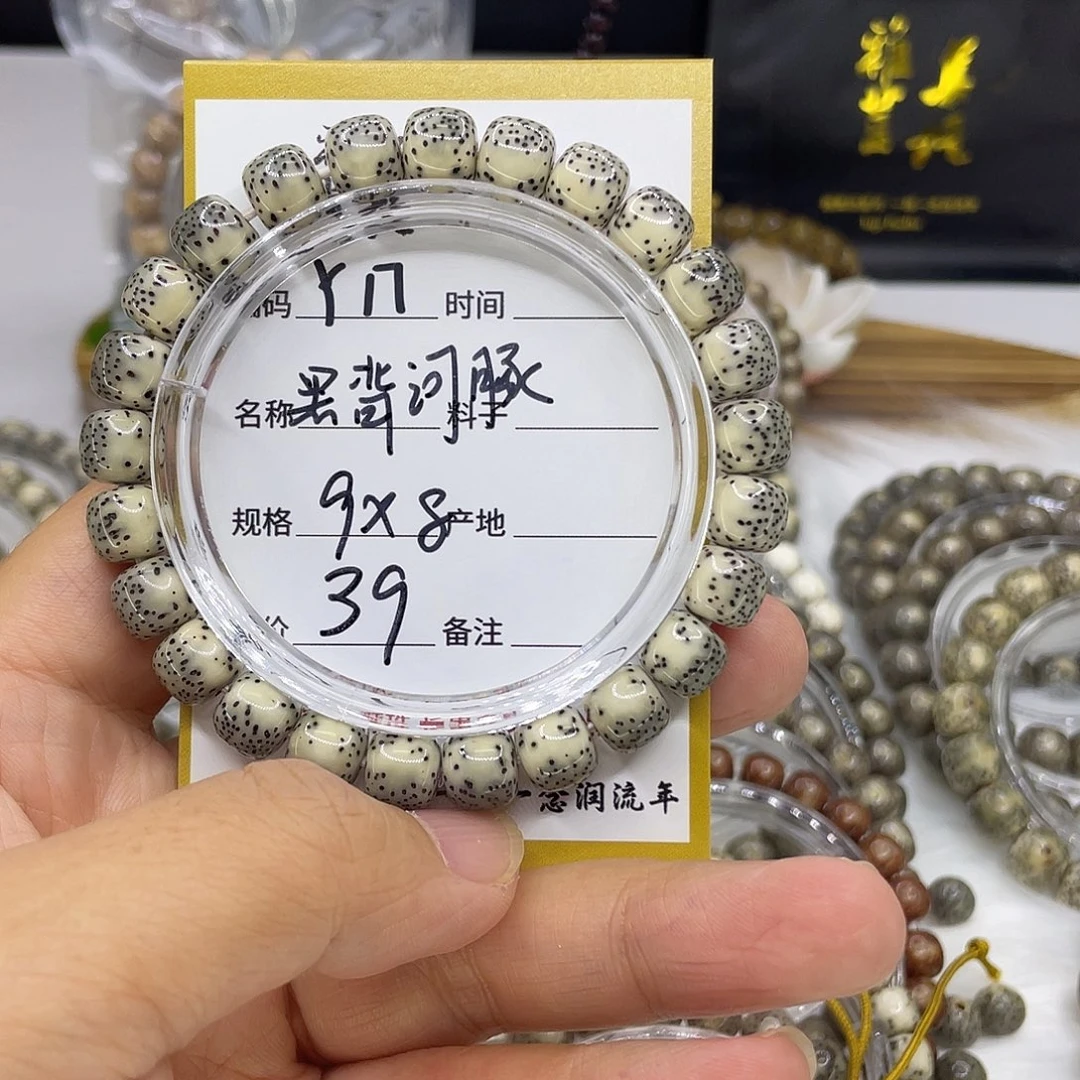 码 Y17 时间
名称 黑背河豚 料子
规格 9x8 产地
价 39 备注
念润流年